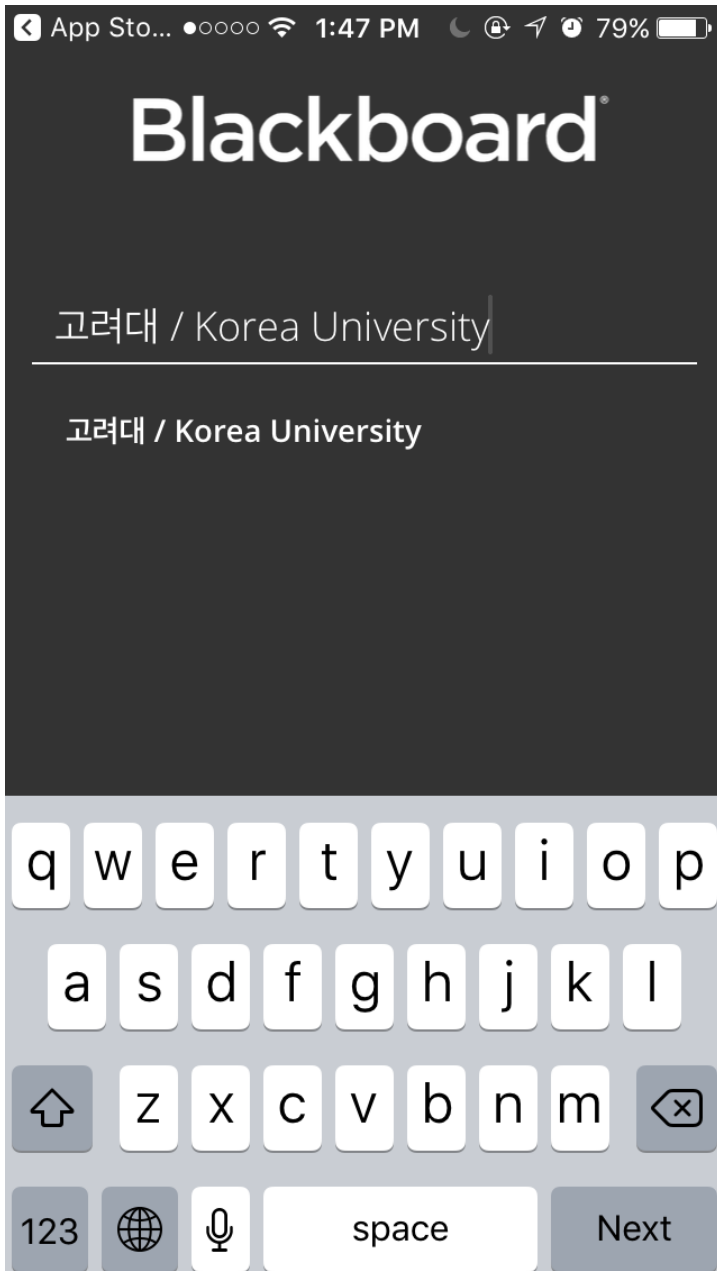 App Sto... 1:47 PM 79%
Blackboard®
고려대 / Korea University
고려대 / Korea University
q w e r t y u i o p
a s d f g h j k l
z x c v b n m
123 space Next